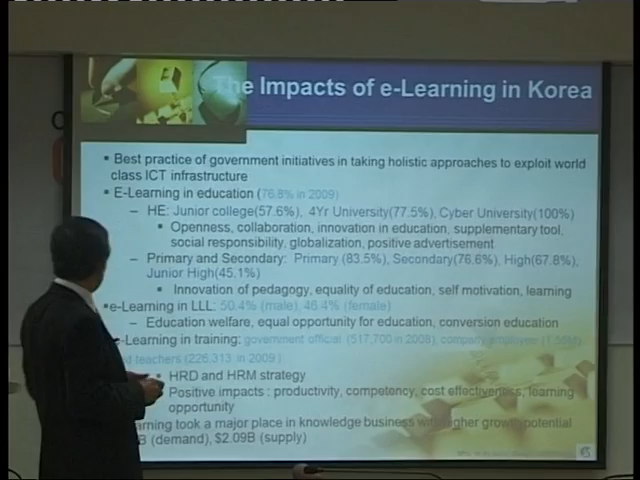 The Impacts of e-Learning in Korea
▪ Best practice of government initiatives in taking holistic approaches to exploit world
class ICT infrastructure
▪ E-Learning in education (76.8% in 2009)
– HE: Junior college(57.6%), 4Yr University(77.5%), Cyber University(100%)
▪ Openness, collaboration, innovation in education, supplementary tool,
social responsibility, globalization, positive advertisement
– Primary and Secondary: Primary (83.5%), Secondary(76.6%), High(67.8%),
Junior High(45.1%)
▪ Innovation of pedagogy, equality of education, self motivation, learning
▪e-Learning in LLL: 50.4% (male), 46.4% (female)
– Education welfare, equal opportunity for education, conversion education
-Learning in training: government official (517,700 in 2008), company employee
teachers (226,313 in 2009)
▪ HRD and HRM strategy
Positive impacts : productivity, competency, cost effectiveness, learning
opportunity
took a major place in knowledge business with higher growth potential
(demand), $2.09B (supply)